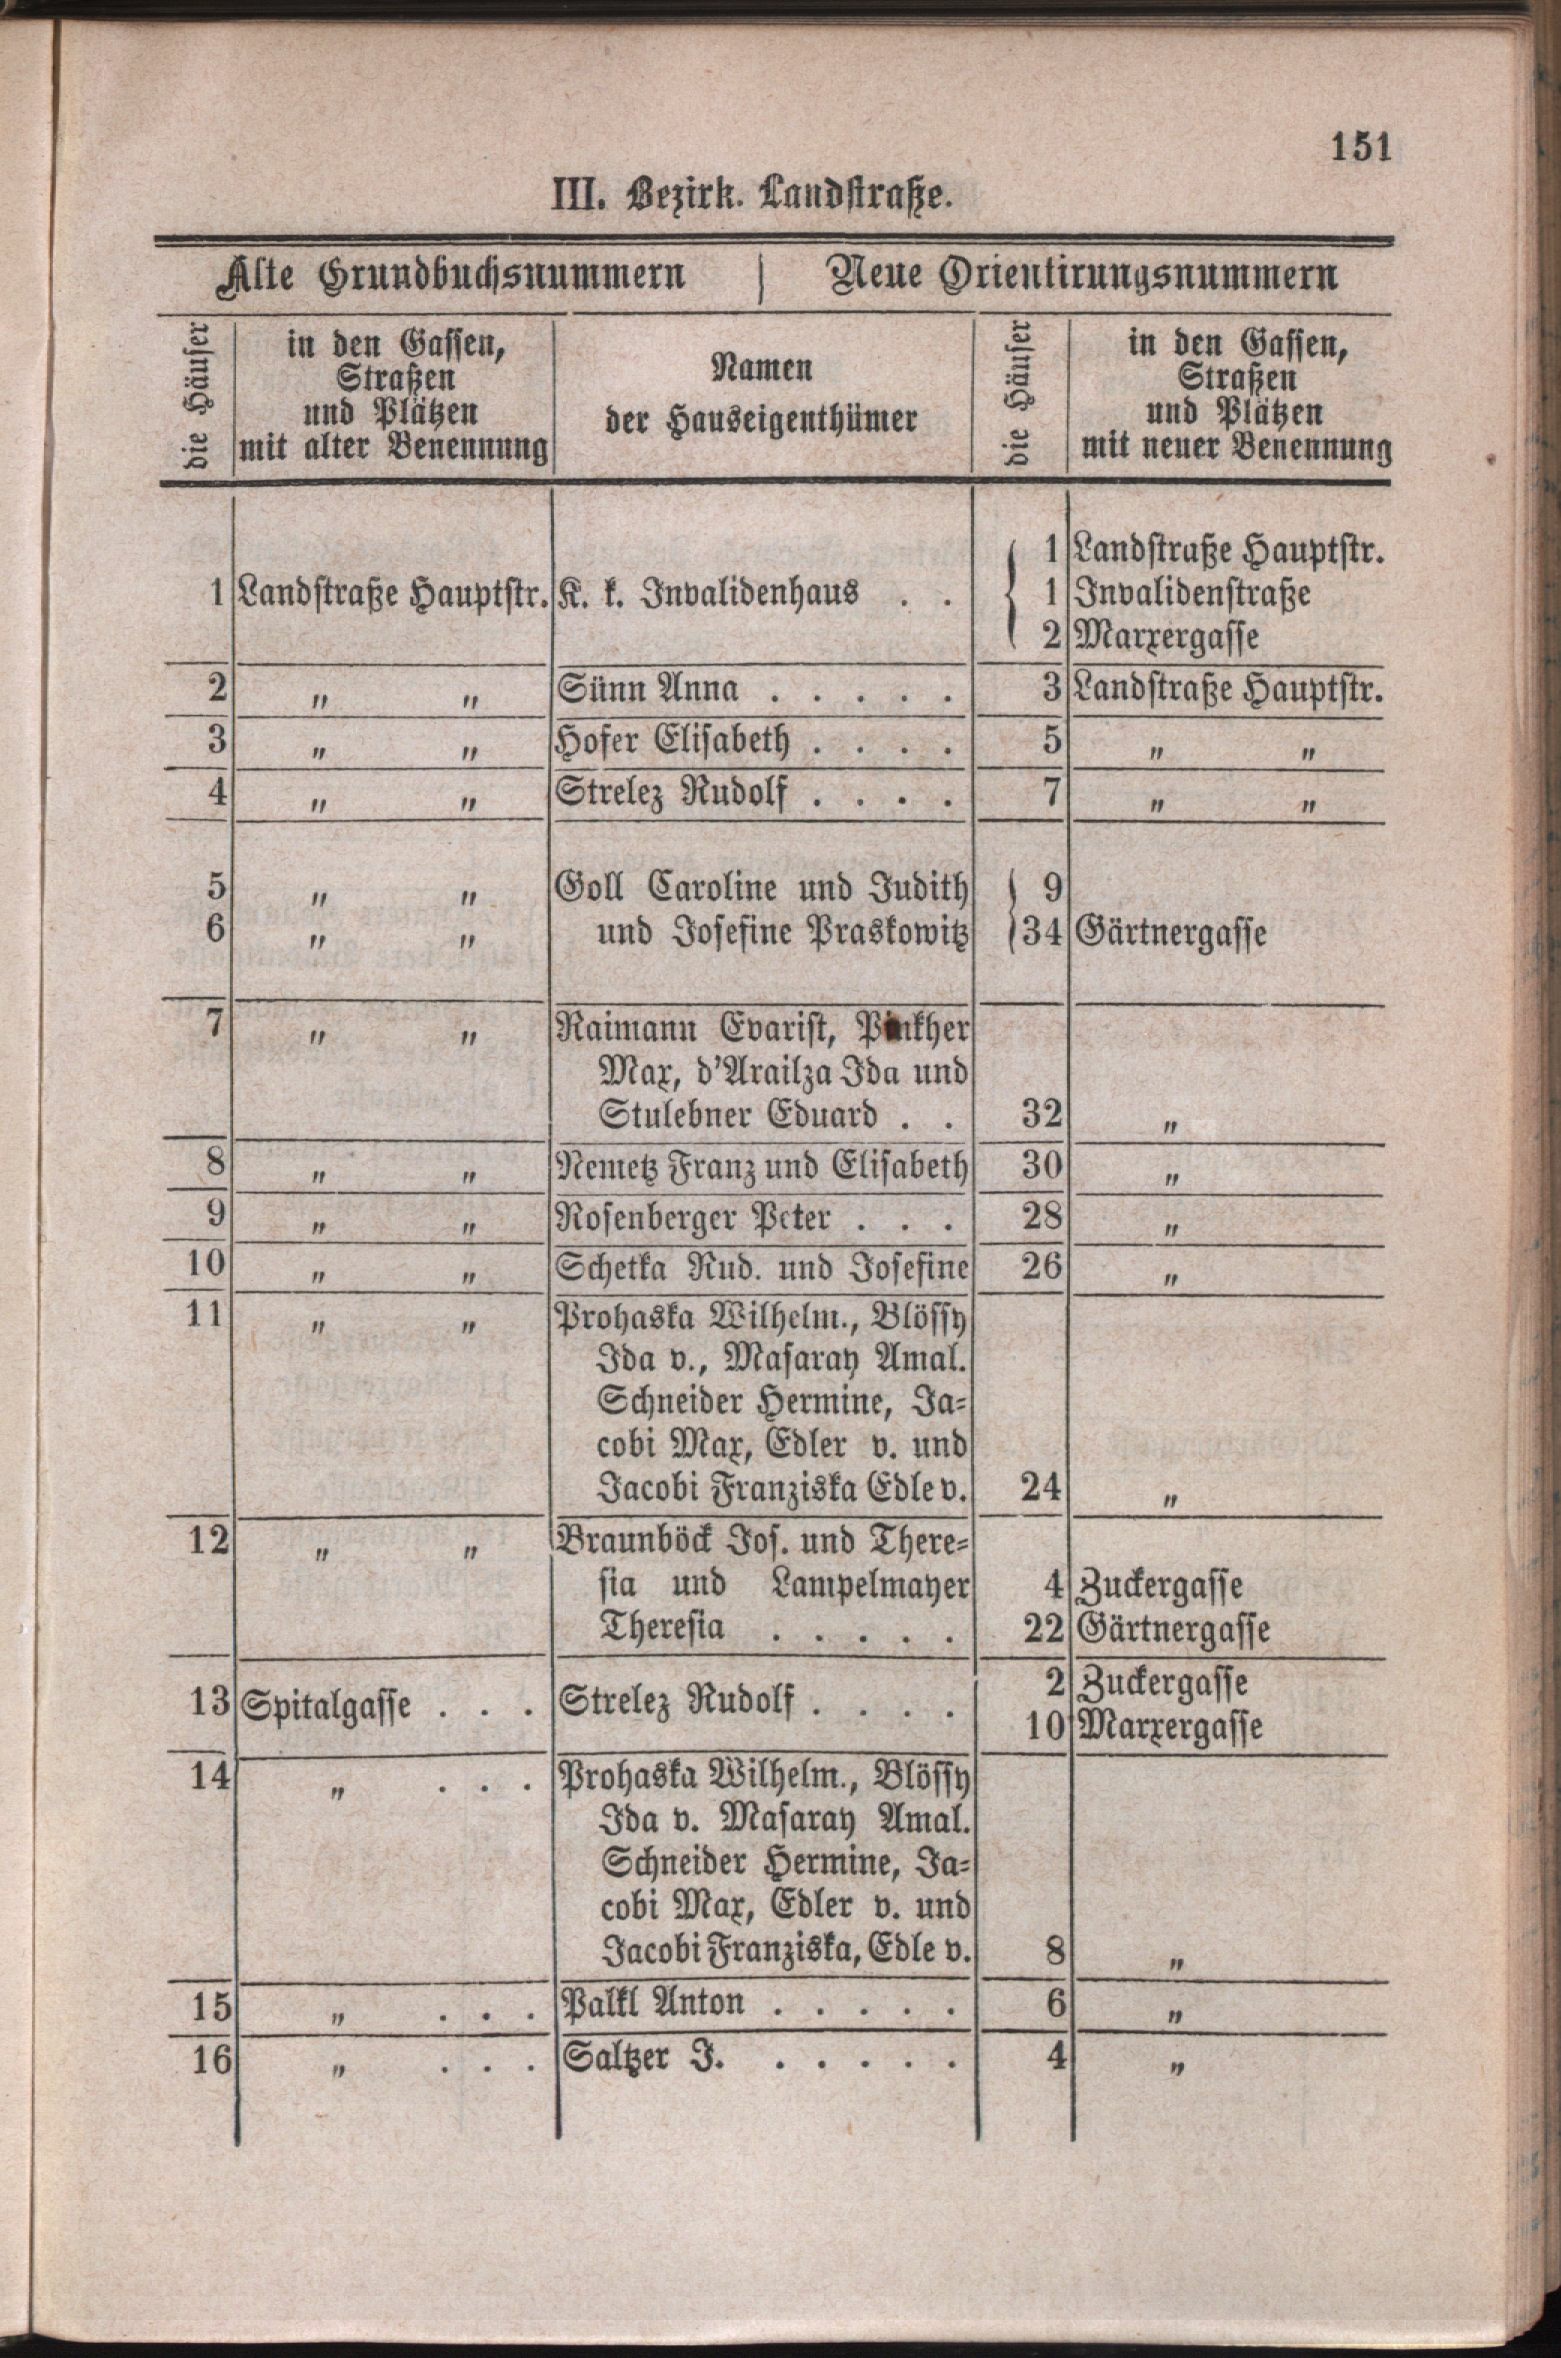 151
III. Bezirk. Landstraße.
Alte Grundbuchsnummern | Neue Orientirungsnummern
die Häuser
in den Gassen,
Straßen
und Plätzen
mit alter Benennung
Namen
der Hauseigenthümer
die Häuser
in den Gassen,
Straßen
und Plätzen
mit neuer Benennung
1 Landstraße Hauptstr.
1 Landstraße Hauptstr. K. k. Invalidenhaus . . 1 Invalidenstraße
2 Marxergasse
2 „ „ Sünn Anna . . . . . 3 Landstraße Hauptstr.
3 „ „ Hofer Elisabeth . . . . 5 „ „
4 „ „ Strelez Rudolf . . . . 7 „ „
5 „ „ Goll Caroline und Judith 9
6 „ „ und Josefine Praskowitz 34 Gärtnergasse
7 „ „ Raimann Evarist,
Max, d'Arailza Ida und
Stulebner Eduard . . 32 „
8 „ „ Nemetz Franz und Elisabeth 30 „
9 „ „ Rosenberger Peter . . . 28 „
10 „ „ Schetka Rud. und Josefine 26 „
11 „ „ Prohaska Wilhelm., Blössy
Ida v., Masaray Amal.
Schneider Hermine, Ja-
cobi Max, Edler v. und
Jacobi Franziska Edle v. 24 „
12 „ „ Braunböck Jos. und There-
sia und Lampelmayer 4 Zuckergasse
Theresia . . . . . 22 Gärtnergasse
2 Zuckergasse
13 Spitalgasse . . . Strelez Rudolf . . . .
10 Marxergasse
14 „ . . . Prohaska Wilhelm., Blössy
Ida v. Masaray Amal.
Schneider Hermine, Ja-
cobi Max, Edler v. und
Jacobi Franziska, Edle v. 8 „
15 „ . . . Palkl Anton . . . . . 6 „
16 „ . . . Saltzer J. . . . . . 4 „